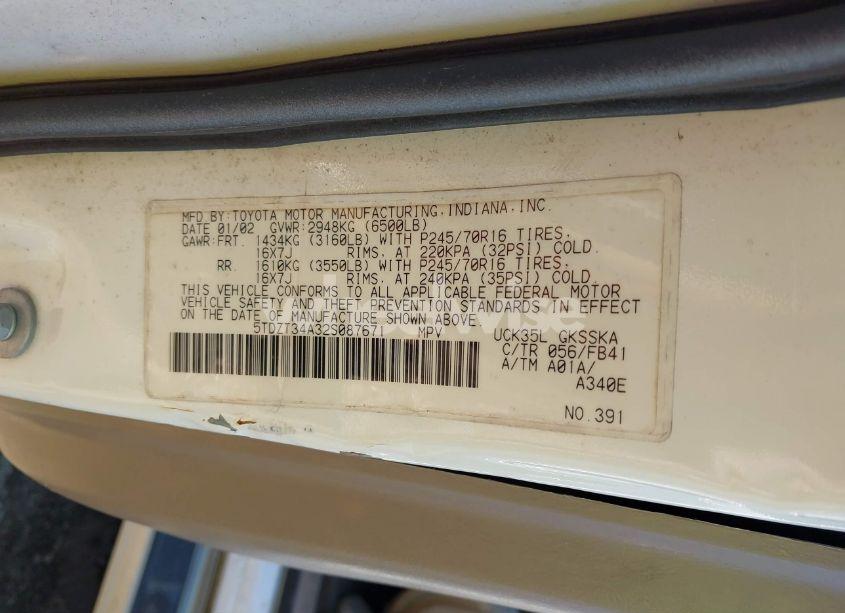 MFD.BY:TOYOTA MOTOR MANUFACTURING,INDIANA,INC.
DATE 01/02 GVWR:2948KG (6500LB)
GAWR:FRT. 1434KG (3160LB) WITH P245/70R16 TIRES,
16X7J RIMS, AT 220KPA (32PSI) COLD.
RR. 1610KG (3550LB) WITH P245/70R16 TIRES,
16X7J RIMS, AT 240KPA (35PSI) COLD.
THIS VEHICLE CONFORMS TO ALL APPLICABLE FEDERAL MOTOR
VEHICLE SAFETY AND THEFT PREVENTION STANDARDS IN EFFECT
ON THE DATE OF MANUFACTURE SHOWN ABOVE.
5TDZT34A32S087671 MPV
UCK35L GKSSKA
C/TR 056/FB41
A/TM A01A/
A340E
NO.391